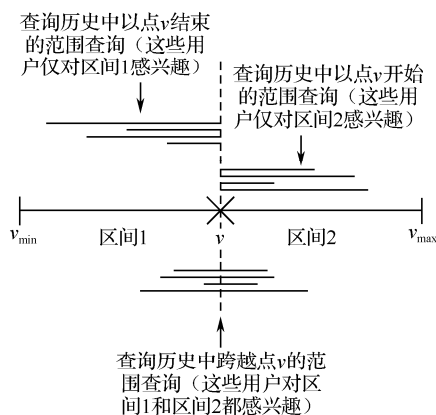 查询历史中以点v结束
的范围查询（这些用
户仅对区间1感兴趣）
查询历史中以点v开始
的范围查询（这些用
户仅对区间2感兴趣）
vmin 区间1 v 区间2 vmax
查询历史中跨越点v的范
围查询（这些用户对区
间1和区间2都感兴趣）